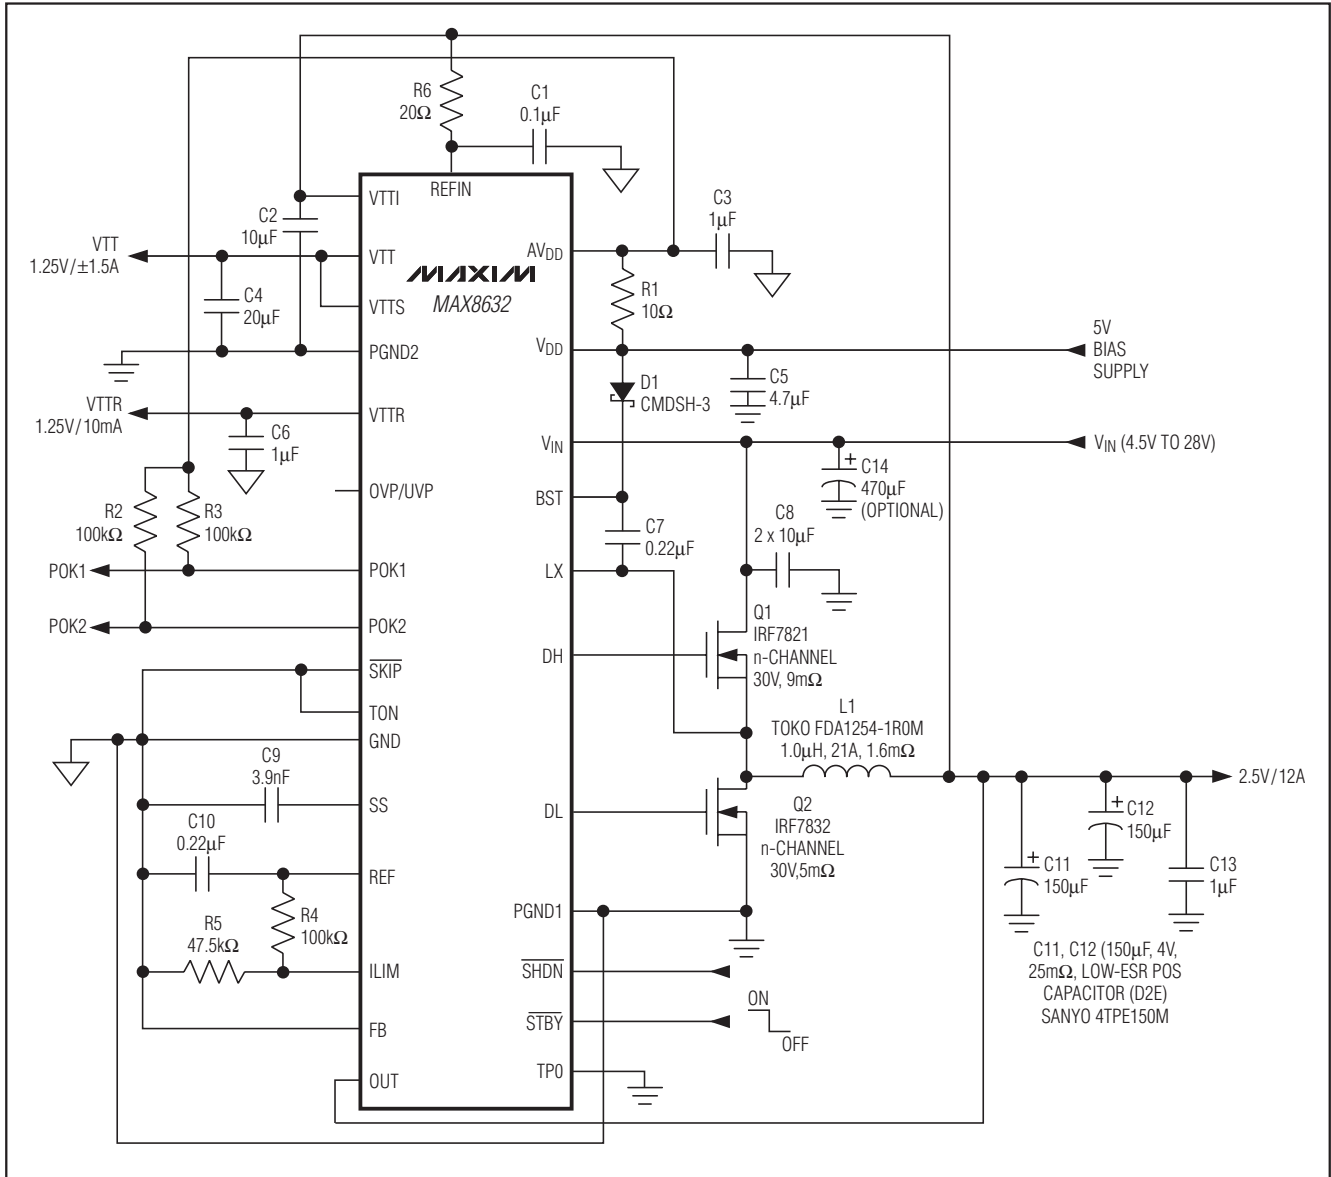 R6
20Ω
C1
0.1µF
REFIN
VTTI
C2
10µF
VTT
1.25V/±1.5A
VTT
MAXIM
MAX8632
C4
20µF
VTTS
PGND2
VTTR
1.25V/10mA
VTTR
C6
1µF
OVP/UVP
R2
100kΩ
R3
100kΩ
POK1
POK1
POK2
POK2
SKIP
TON
GND
C9
3.9nF
SS
C10
0.22µF
REF
R4
100kΩ
R5
47.5kΩ
ILIM
FB
OUT
AVDD
C3
1µF
R1
10Ω
VDD
5V
BIAS
SUPPLY
D1
CMDSH-3
C5
4.7µF
VIN
VIN (4.5V TO 28V)
C14
470µF
(OPTIONAL)
BST
C7
0.22µF
C8
2 x 10µF
LX
Q1
IRF7821
n-CHANNEL
30V, 9mΩ
DH
L1
TOKO FDA1254-1R0M
1.0µH, 21A, 1.6mΩ
2.5V/12A
DL
Q2
IRF7832
n-CHANNEL
30V,5mΩ
C12
150µF
C11
150µF
C13
1µF
PGND1
C11, C12 (150µF, 4V,
25mΩ, LOW-ESR POS
CAPACITOR (D2E)
SANYO 4TPE150M
SHDN
STBY
ON
OFF
TP0